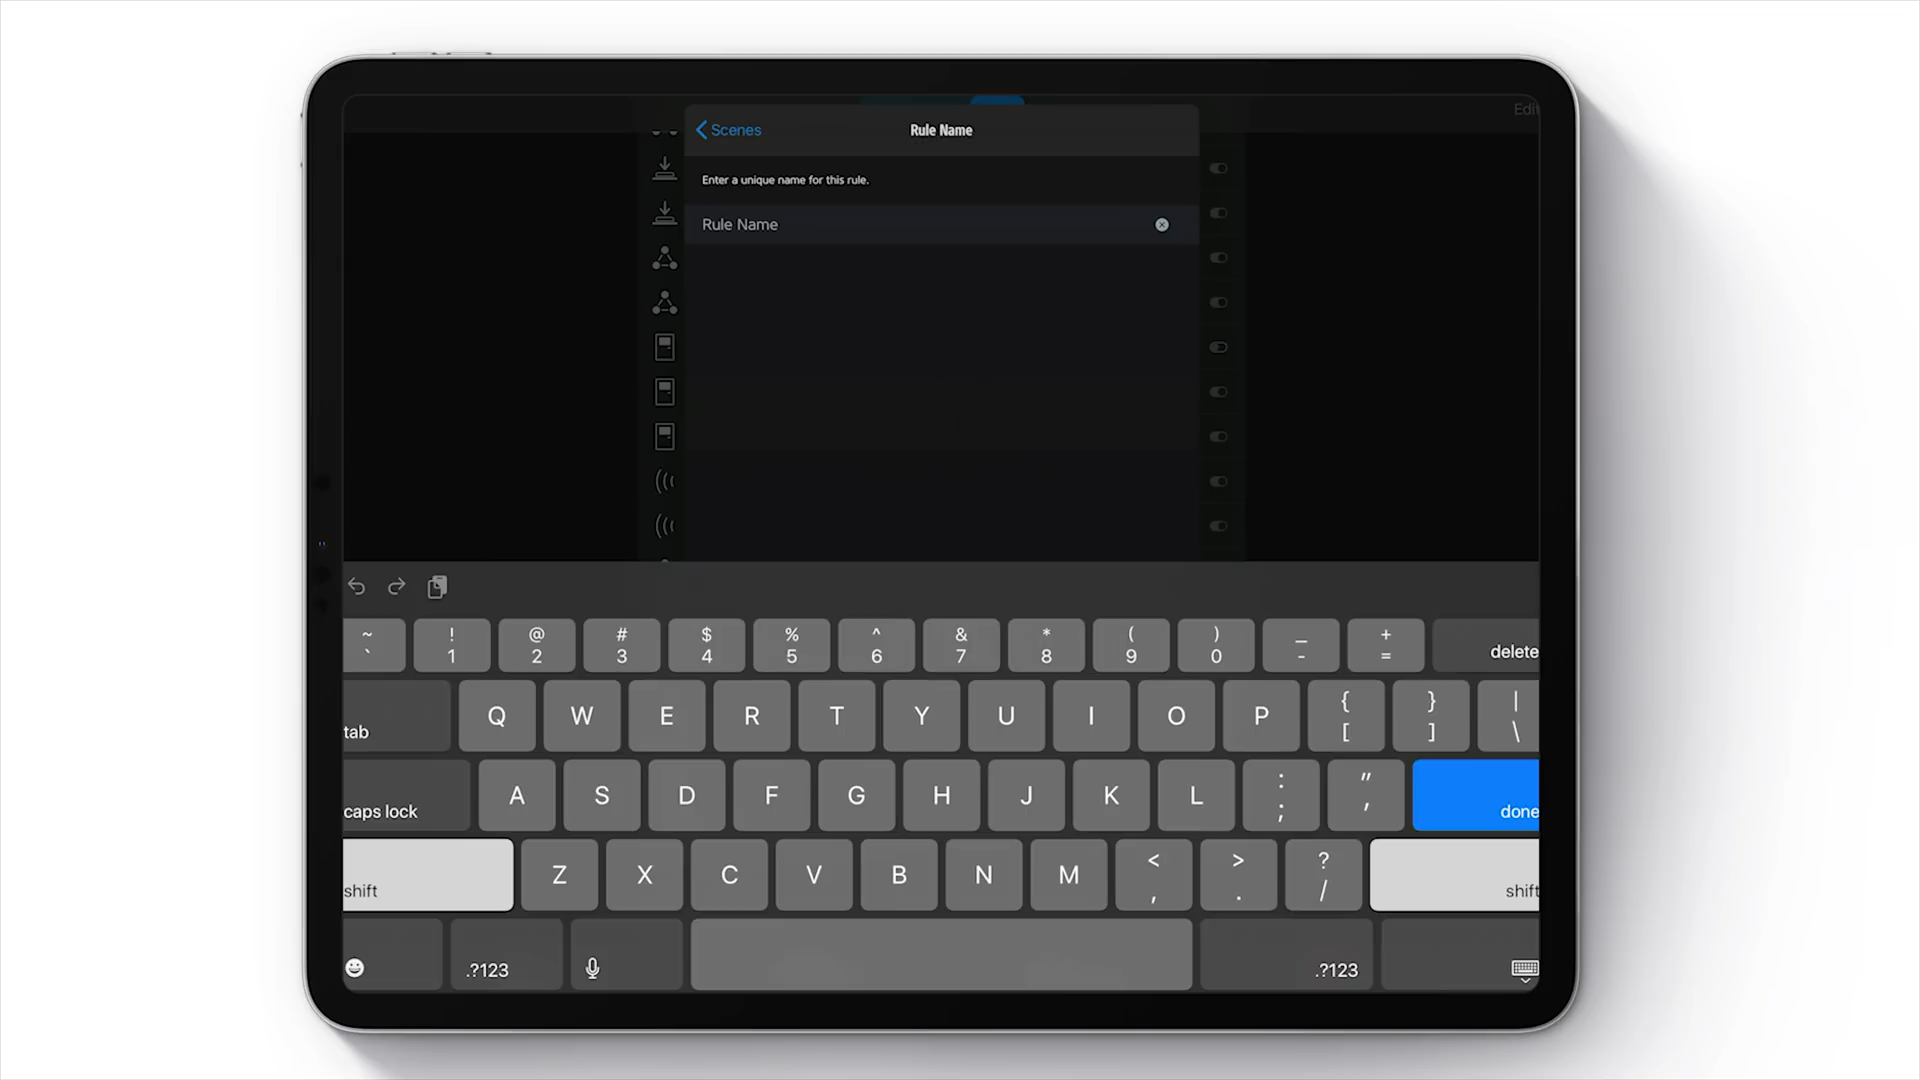 Edit
Scenes
Rule Name
Enter a unique name for this rule.
Rule Name
~ ! @ # $ % ^ & * ( ) _ +
` 1 2 3 4 5 6 7 8 9 0 - = delete
tab Q W E R T Y U I O P { } |
[ ] \
caps lock A S D F G H J K L : " done
; '
shift Z X C V B N M < > ? shift
, . /
.?123 .?123